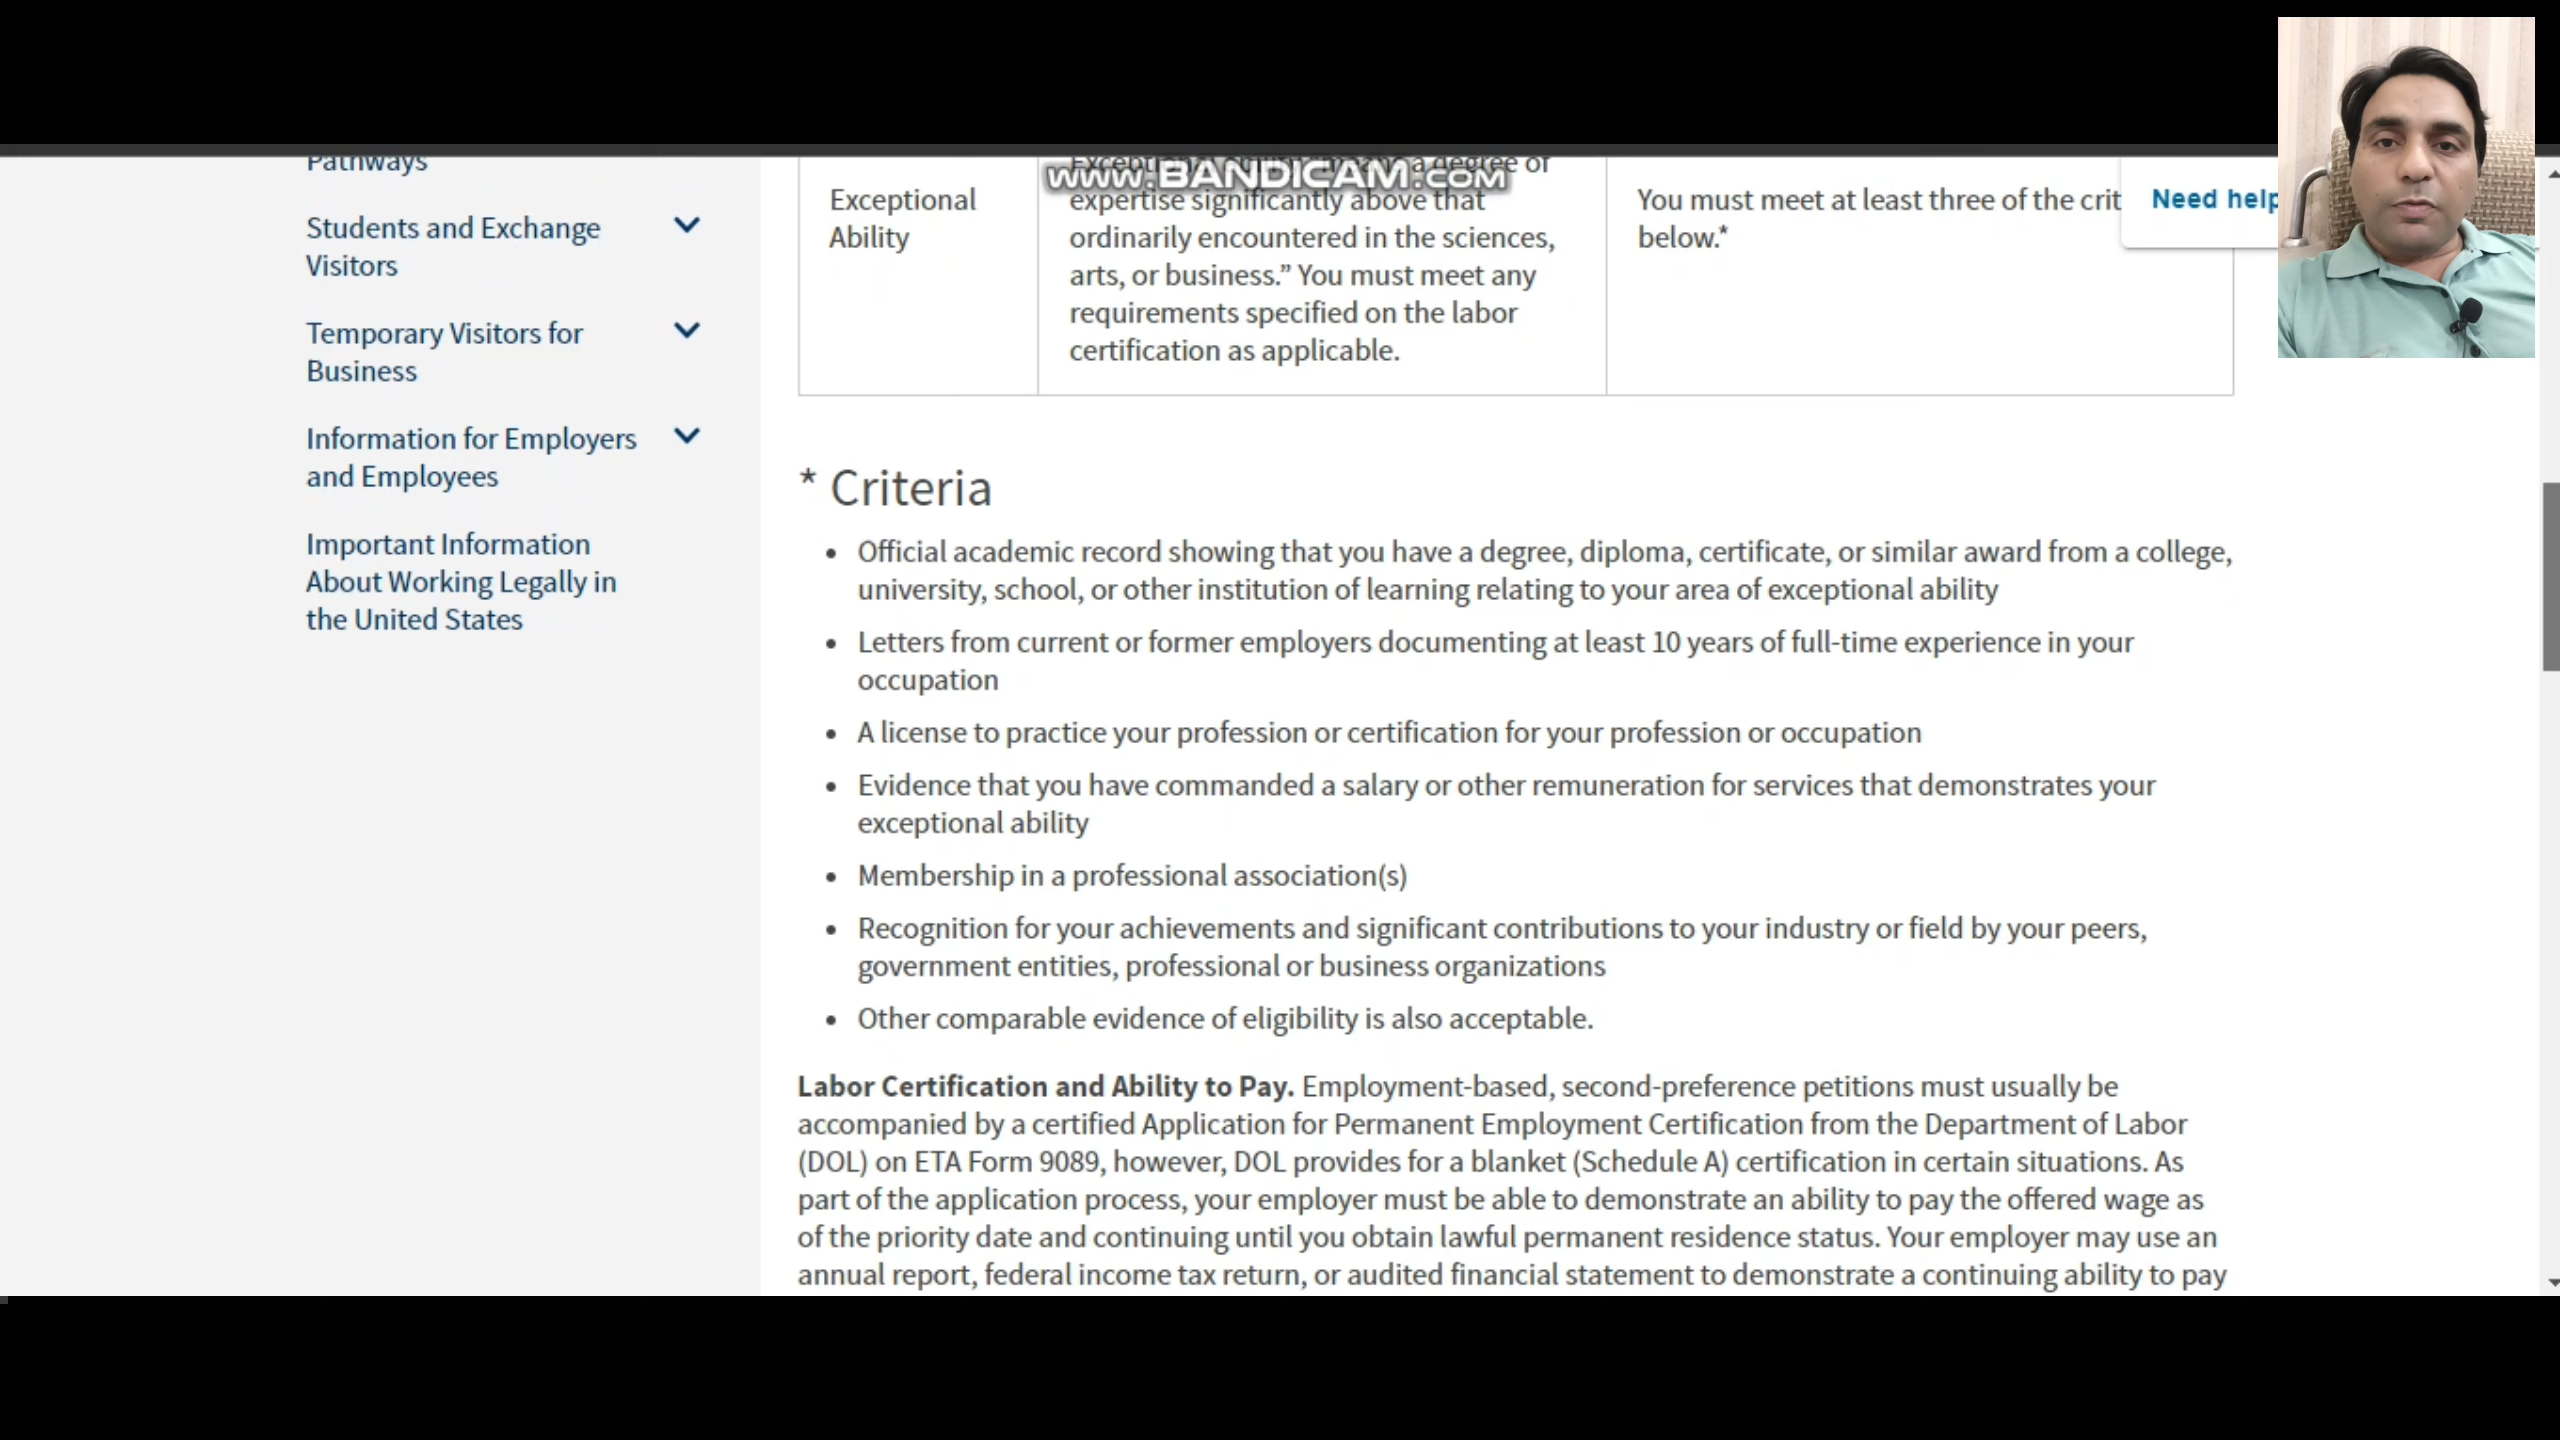 Pathways
Students and Exchange
Visitors
Temporary Visitors for
Business
Information for Employers
and Employees
Important Information
About Working Legally in
the United States
www.BANDICAM.com
Exceptional
Ability
a degree of
expertise significantly above that
ordinarily encountered in the sciences,
arts, or business.” You must meet any
requirements specified on the labor
certification as applicable.
You must meet at least three of the crit
below.*
Need help
* Criteria
• Official academic record showing that you have a degree, diploma, certificate, or similar award from a college,
university, school, or other institution of learning relating to your area of exceptional ability
• Letters from current or former employers documenting at least 10 years of full-time experience in your
occupation
• A license to practice your profession or certification for your profession or occupation
• Evidence that you have commanded a salary or other remuneration for services that demonstrates your
exceptional ability
• Membership in a professional association(s)
• Recognition for your achievements and significant contributions to your industry or field by your peers,
government entities, professional or business organizations
• Other comparable evidence of eligibility is also acceptable.
Labor Certification and Ability to Pay. Employment-based, second-preference petitions must usually be
accompanied by a certified Application for Permanent Employment Certification from the Department of Labor
(DOL) on ETA Form 9089, however, DOL provides for a blanket (Schedule A) certification in certain situations. As
part of the application process, your employer must be able to demonstrate an ability to pay the offered wage as
of the priority date and continuing until you obtain lawful permanent residence status. Your employer may use an
annual report, federal income tax return, or audited financial statement to demonstrate a continuing ability to pay